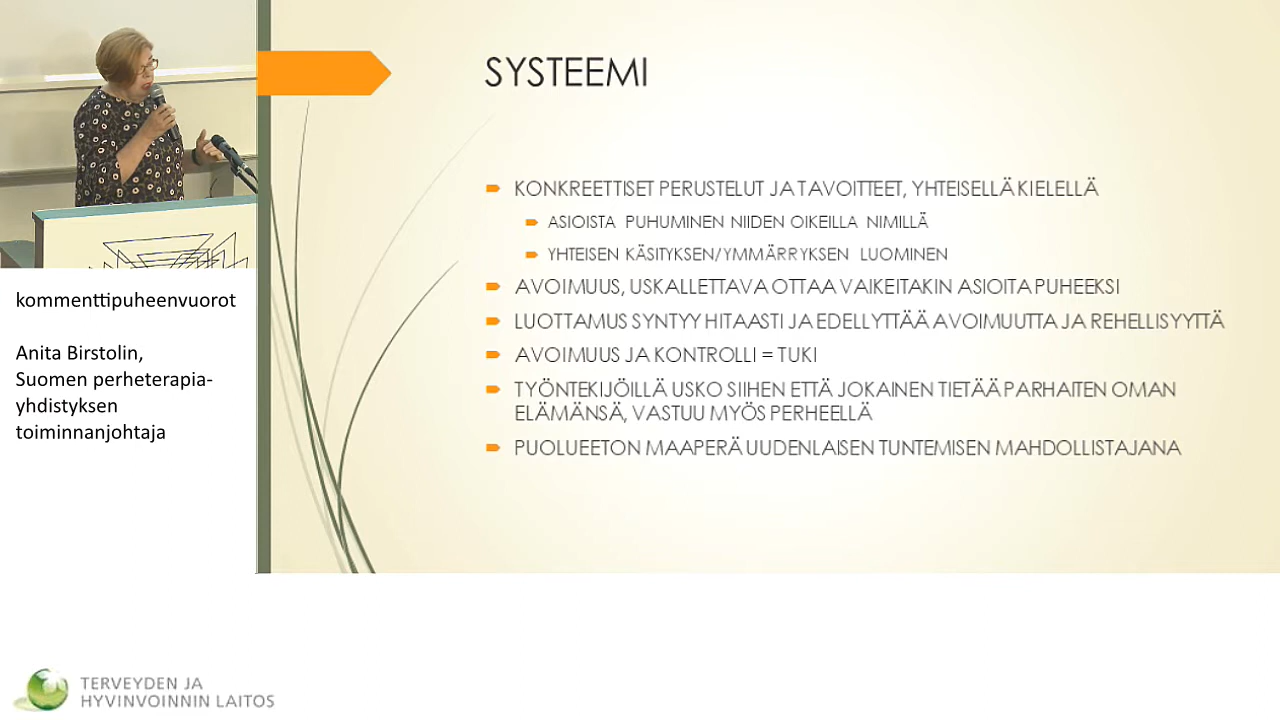 SYSTEEMI
KONKREETTISET PERUSTELUT JA TAVOITTEET, YHTEISELLÄ KIELELLÄ
ASIOISTA PUHUMINEN NIIDEN OIKEILLA NIMILLÄ
YHTEISEN KÄSITYKSEN/YMMÄRRYKSEN LUOMINEN
AVOIMUUS, USKALLETTAVA OTTAA VAIKEITAKIN ASIOITA PUHEEKSI
LUOTTAMUS SYNTYY HITAASTI JA EDELLYTTÄÄ AVOIMUUTTA JA REHELLISYYTTÄ
AVOIMUUS JA KONTROLLI = TUKI
TYÖNTEKIJÖILLÄ USKO SIIHEN ETTÄ JOKAINEN TIETÄÄ PARHAITEN OMAN
ELÄMÄNSÄ, VASTUU MYÖS PERHEELLÄ
PUOLUEETON MAAPERÄ UUDENLAISEN TUNTEMISEN MAHDOLLISTAJANA
kommenttipuheenvuorot
Anita Birstolin,
Suomen perheterapia-
yhdistyksen
toiminnanjohtaja
TERVEYDEN JA
HYVINVOINNIN LAITOS